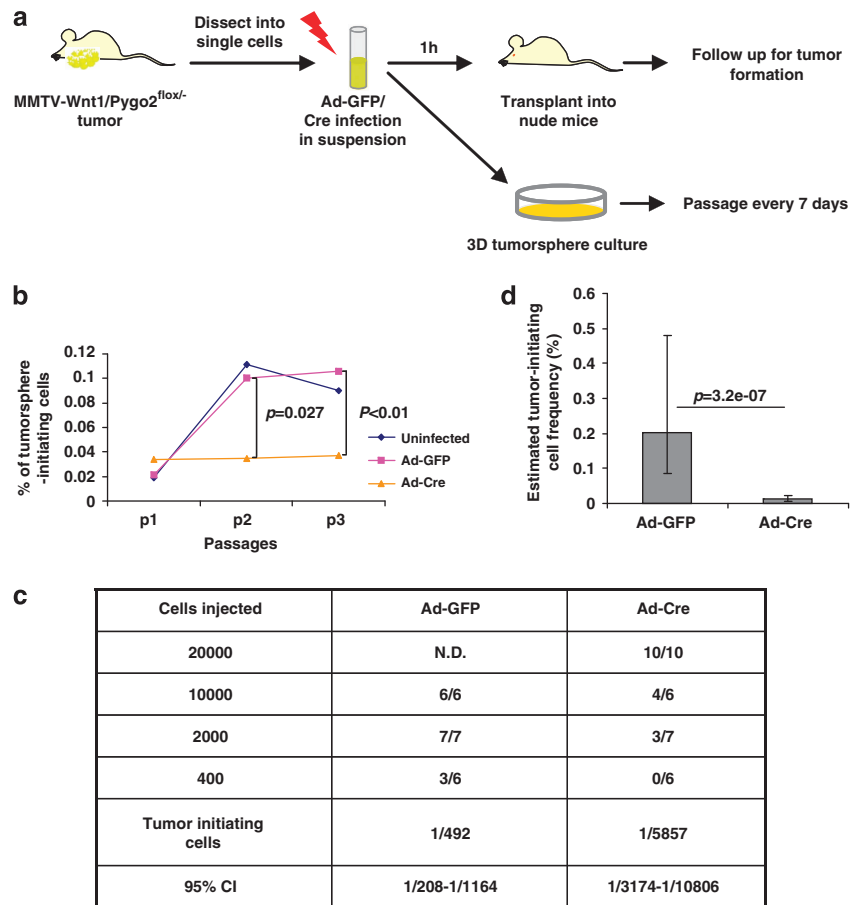 a
Dissect into
single cells
1h
MMTV-Wnt1/Pygo2flox/-
tumor
Ad-GFP/
Cre infection
in suspension
Transplant into
nude mice
Follow up for tumor
formation
3D tumorsphere culture
Passage every 7 days
b
% of tumorsphere
-initiating cells
0.12
0.1
0.08
0.06
0.04
0.02
0
p=0.027
P<0.01
Uninfected
Ad-GFP
Ad-Cre
p1 p2 p3
Passages
d
Estimated tumor-initiating
cell frequency (%)
0.6
0.5
0.4
0.3
0.2
0.1
0
p=3.2e-07
Ad-GFP Ad-Cre
c
Cells injected Ad-GFP Ad-Cre
20000 N.D. 10/10
10000 6/6 4/6
2000 7/7 3/7
400 3/6 0/6
Tumor initiating
cells 1/492 1/5857
95% CI 1/208-1/1164 1/3174-1/10806